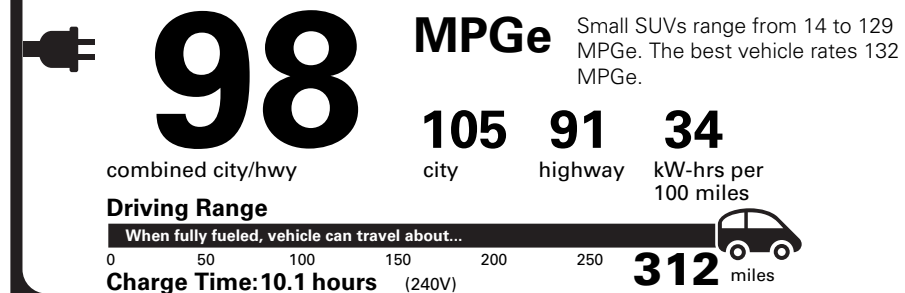 98
MPGe
Small SUVs range from 14 to 129
MPGe. The best vehicle rates 132
MPGe.
combined city/hwy
105 91 34
city highway kW-hrs per
100 miles
Driving Range
When fully fueled, vehicle can travel about...
0 50 100 150 200 250 312 miles
Charge Time: 10.1 hours (240V)